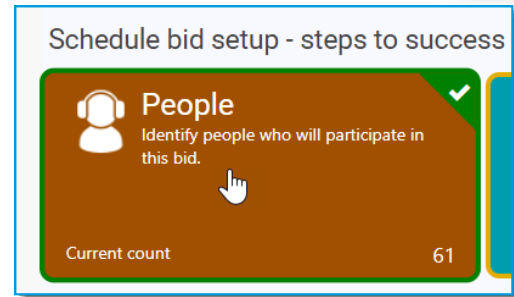 Schedule bid setup - steps to success
People
Identify people who will participate in
this bid.
Current count 61